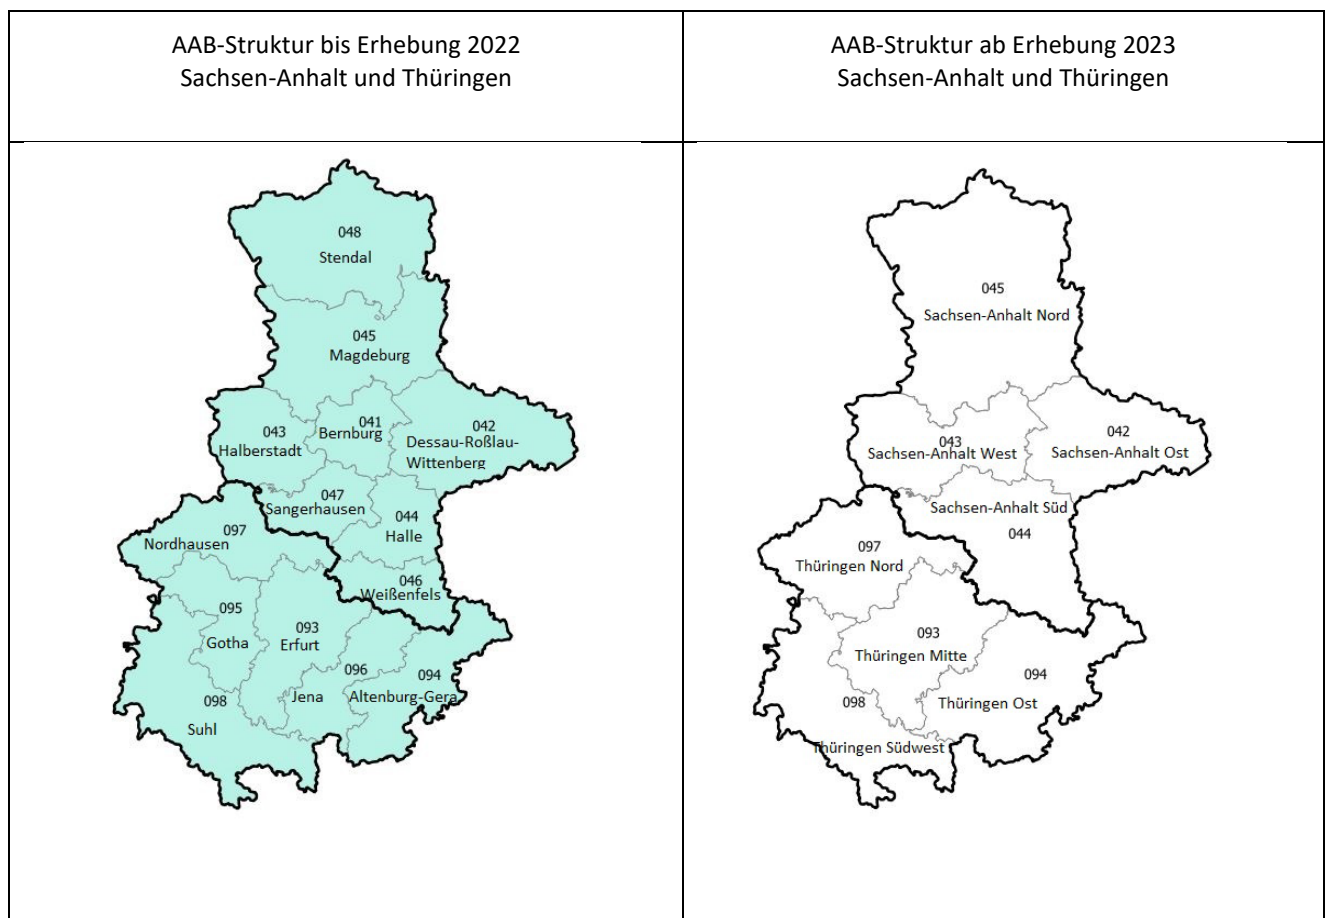 AAB-Struktur bis Erhebung 2022
Sachsen-Anhalt und Thüringen
AAB-Struktur ab Erhebung 2023
Sachsen-Anhalt und Thüringen
048
Stendal
045
Magdeburg
043
Halberstadt
041
Bernburg
042
Dessau-Roßlau-
Wittenberg
047
Sangerhausen
044
Halle
097
Nordhausen
046
Weißenfels
095
Gotha
093
Erfurt
096
Jena
094
Altenburg-Gera
098
Suhl
045
Sachsen-Anhalt Nord
043
Sachsen-Anhalt West
042
Sachsen-Anhalt Ost
Sachsen-Anhalt Süd
044
097
Thüringen Nord
093
Thüringen Mitte
094
Thüringen Ost
098
Thüringen Südwest